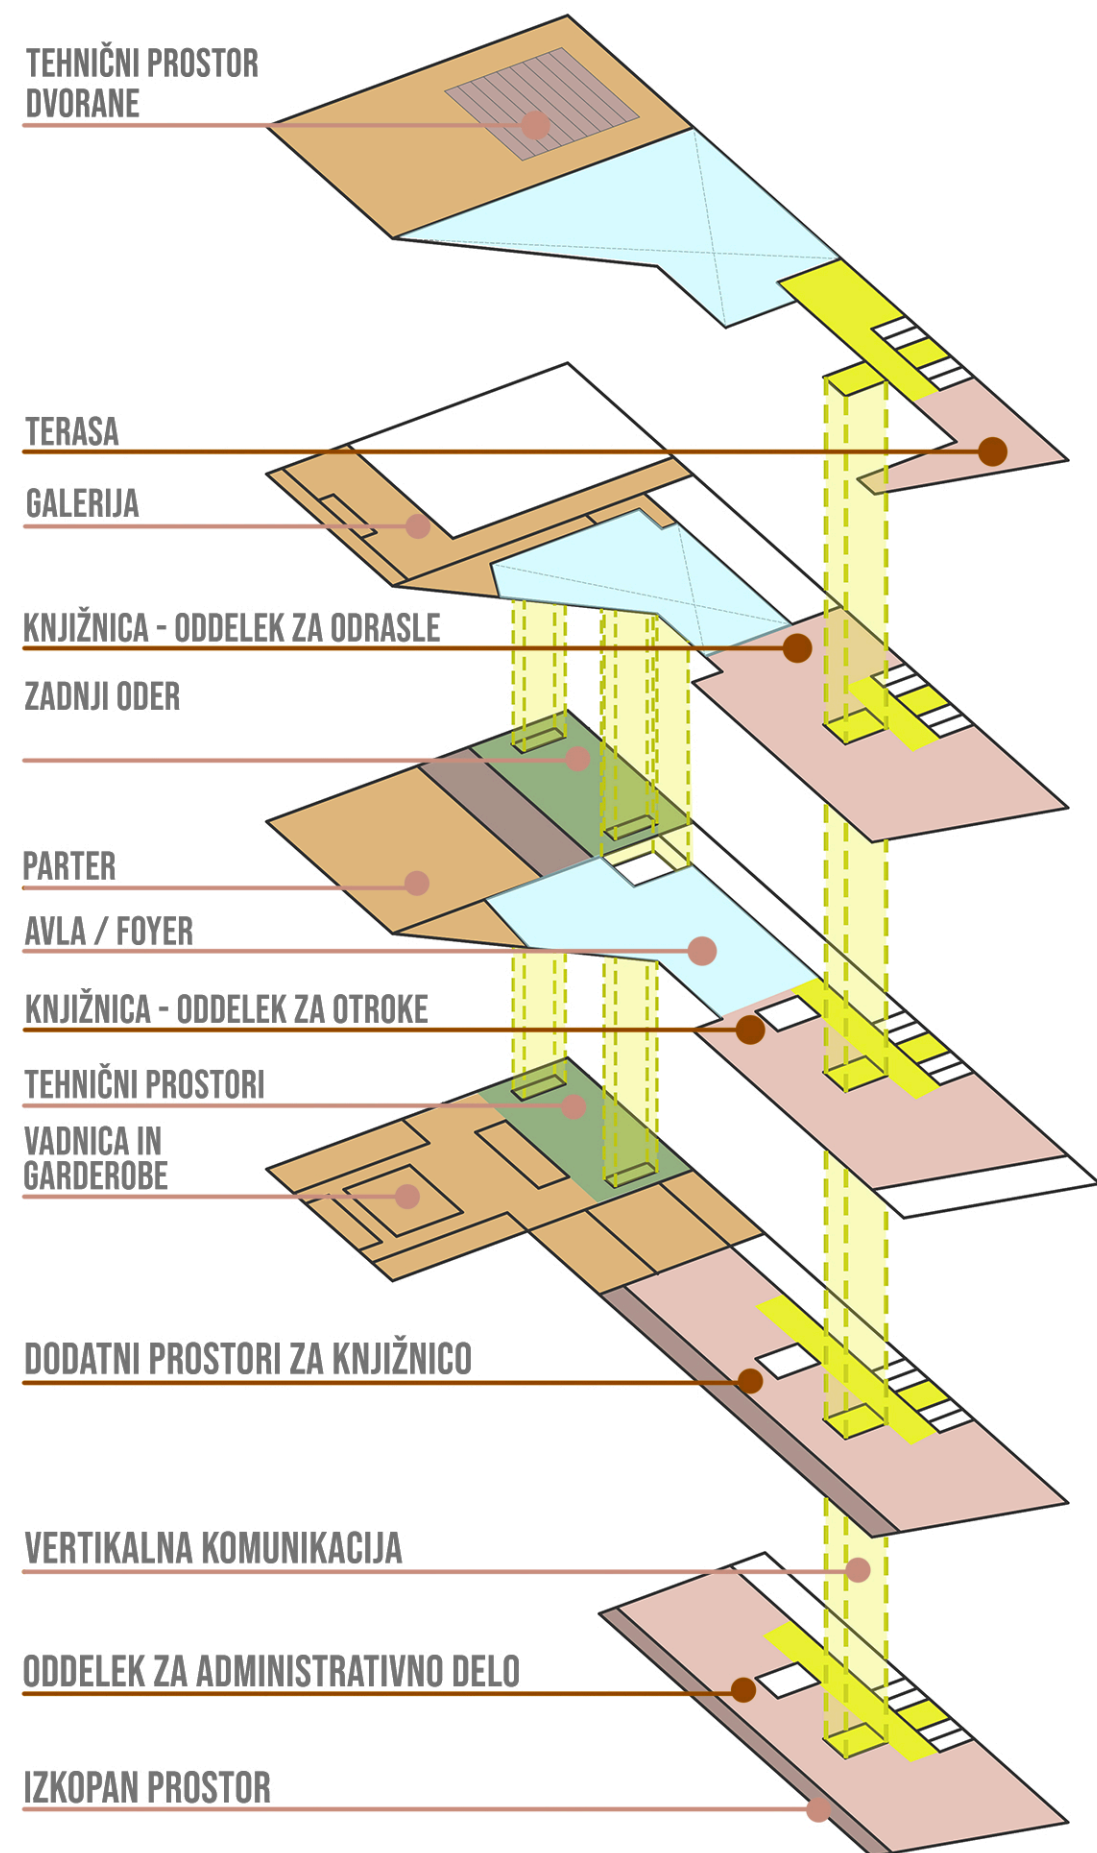 TEHNIČNI PROSTOR
DVORANE
TERASA
GALERIJA
KNJIŽNICA - ODDELEK ZA ODRASLE
ZADNJI ODER
PARTER
AVLA / FOYER
KNJIŽNICA - ODDELEK ZA OTROKE
TEHNIČNI PROSTORI
VADNICA IN
GARDEROBE
DODATNI PROSTORI ZA KNJIŽNICO
VERTIKALNA KOMUNIKACIJA
ODDELEK ZA ADMINISTRATIVNO DELO
IZKOPAN PROSTOR